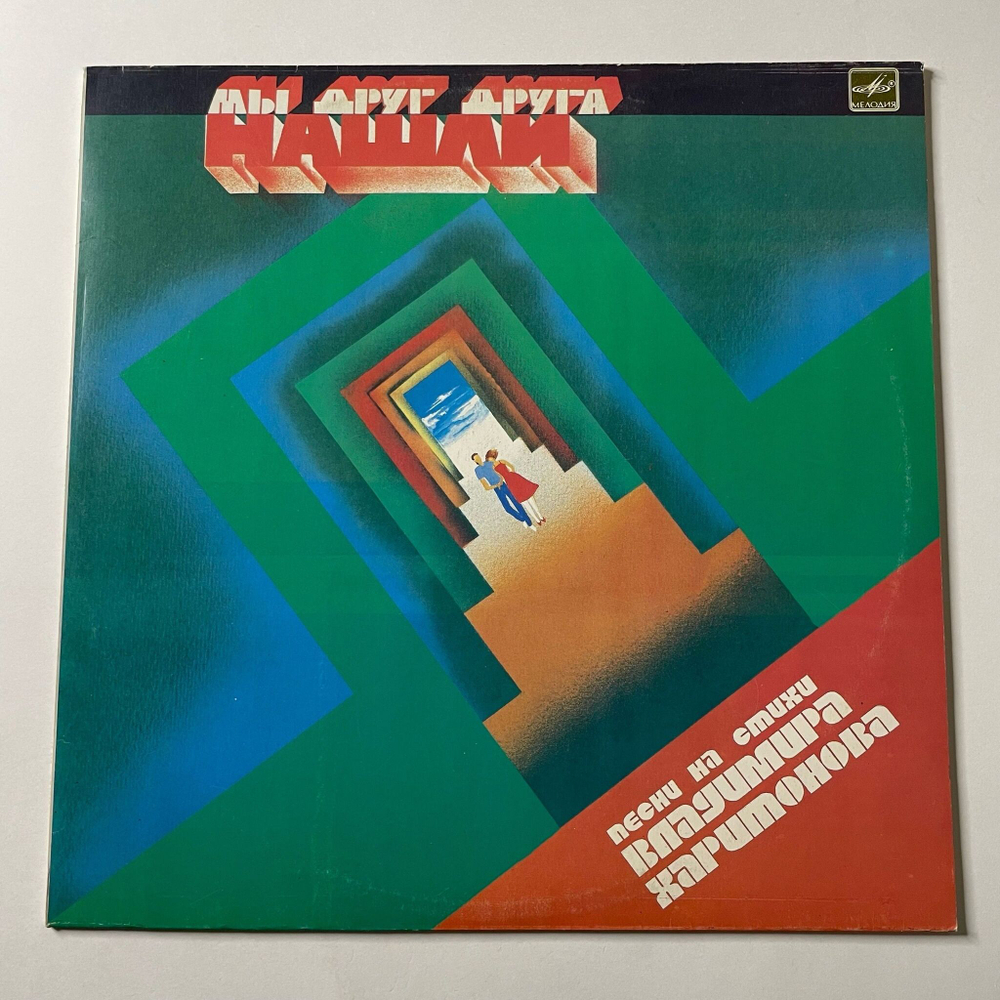 МЫ ДРУГ ДРУГА
НАШЛИ
МЕЛОДИЯ
песни на стихи
владимира
харитонова